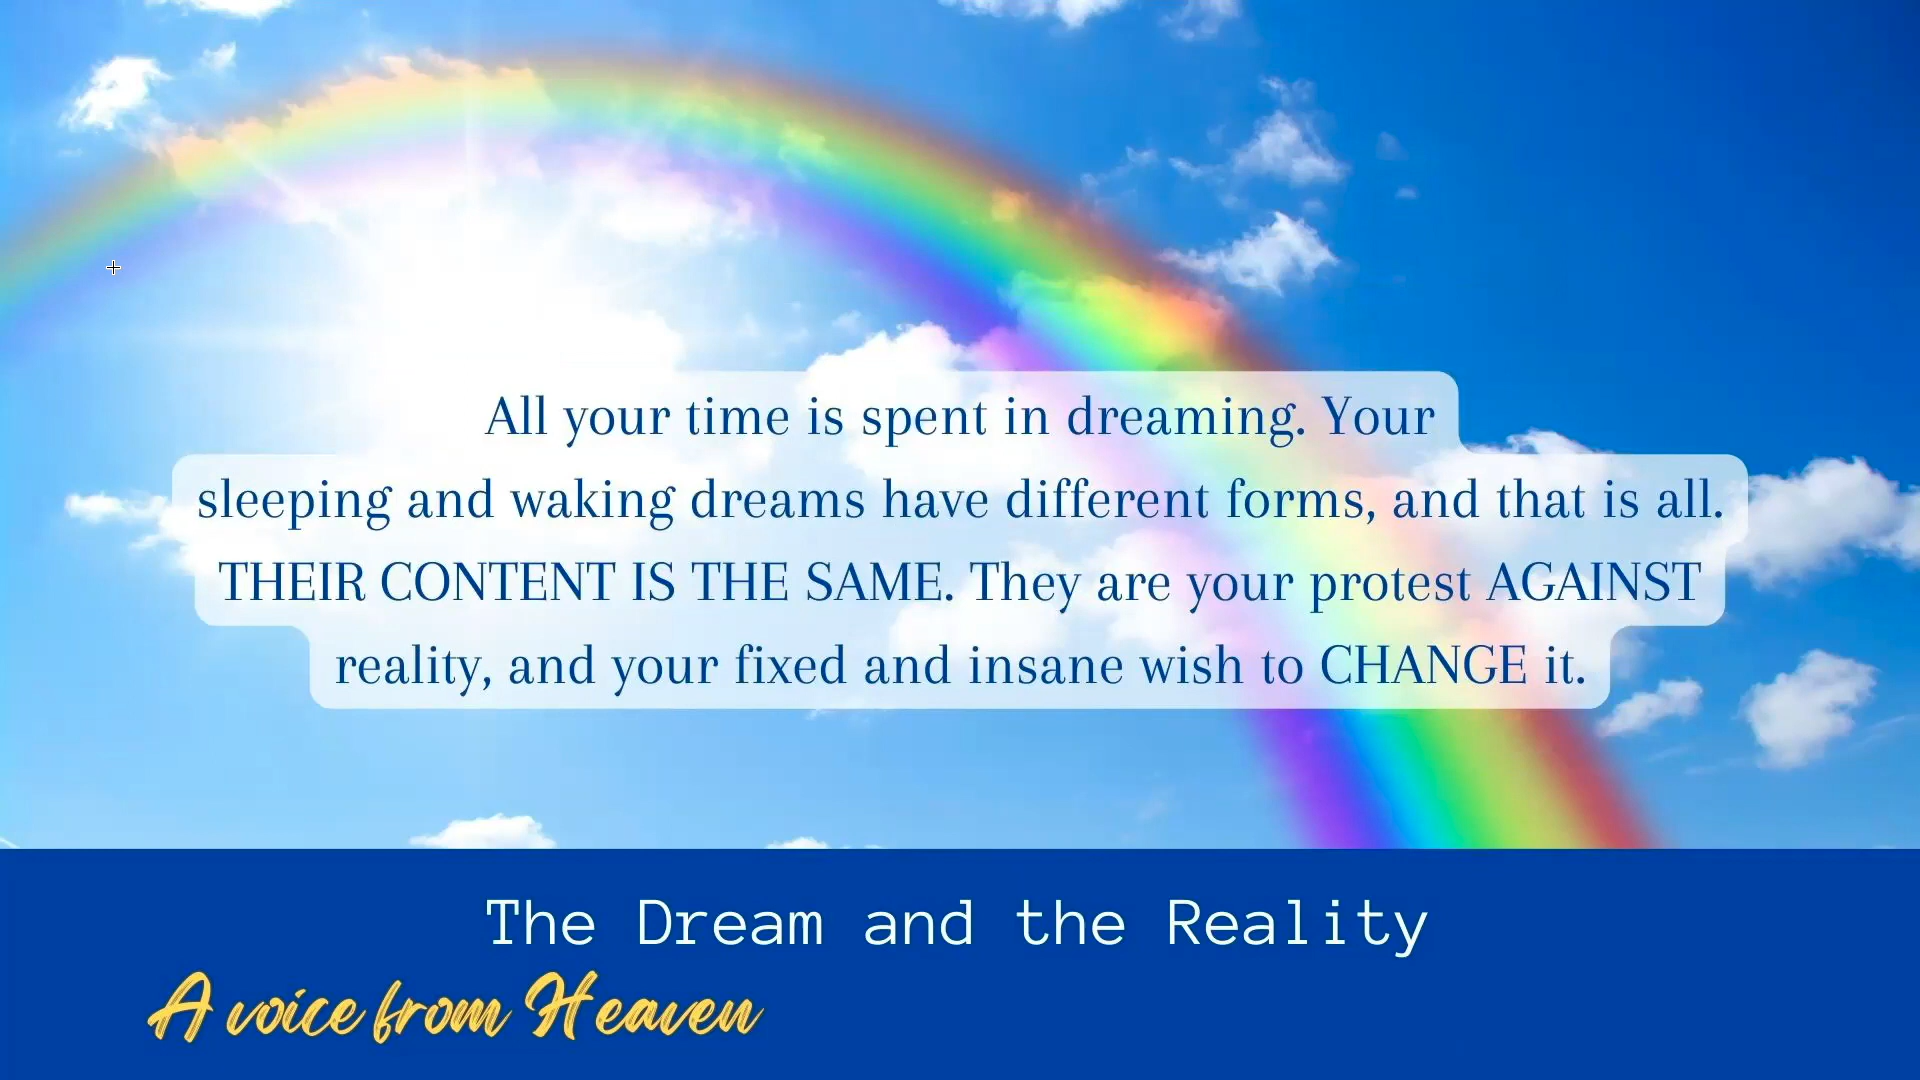 All your time is spent in dreaming. Your
sleeping and waking dreams have different forms, and that is all.
THEIR CONTENT IS THE SAME. They are your protest AGAINST
reality, and your fixed and insane wish to CHANGE it.
The Dream and the Reality
A voice from Heaven